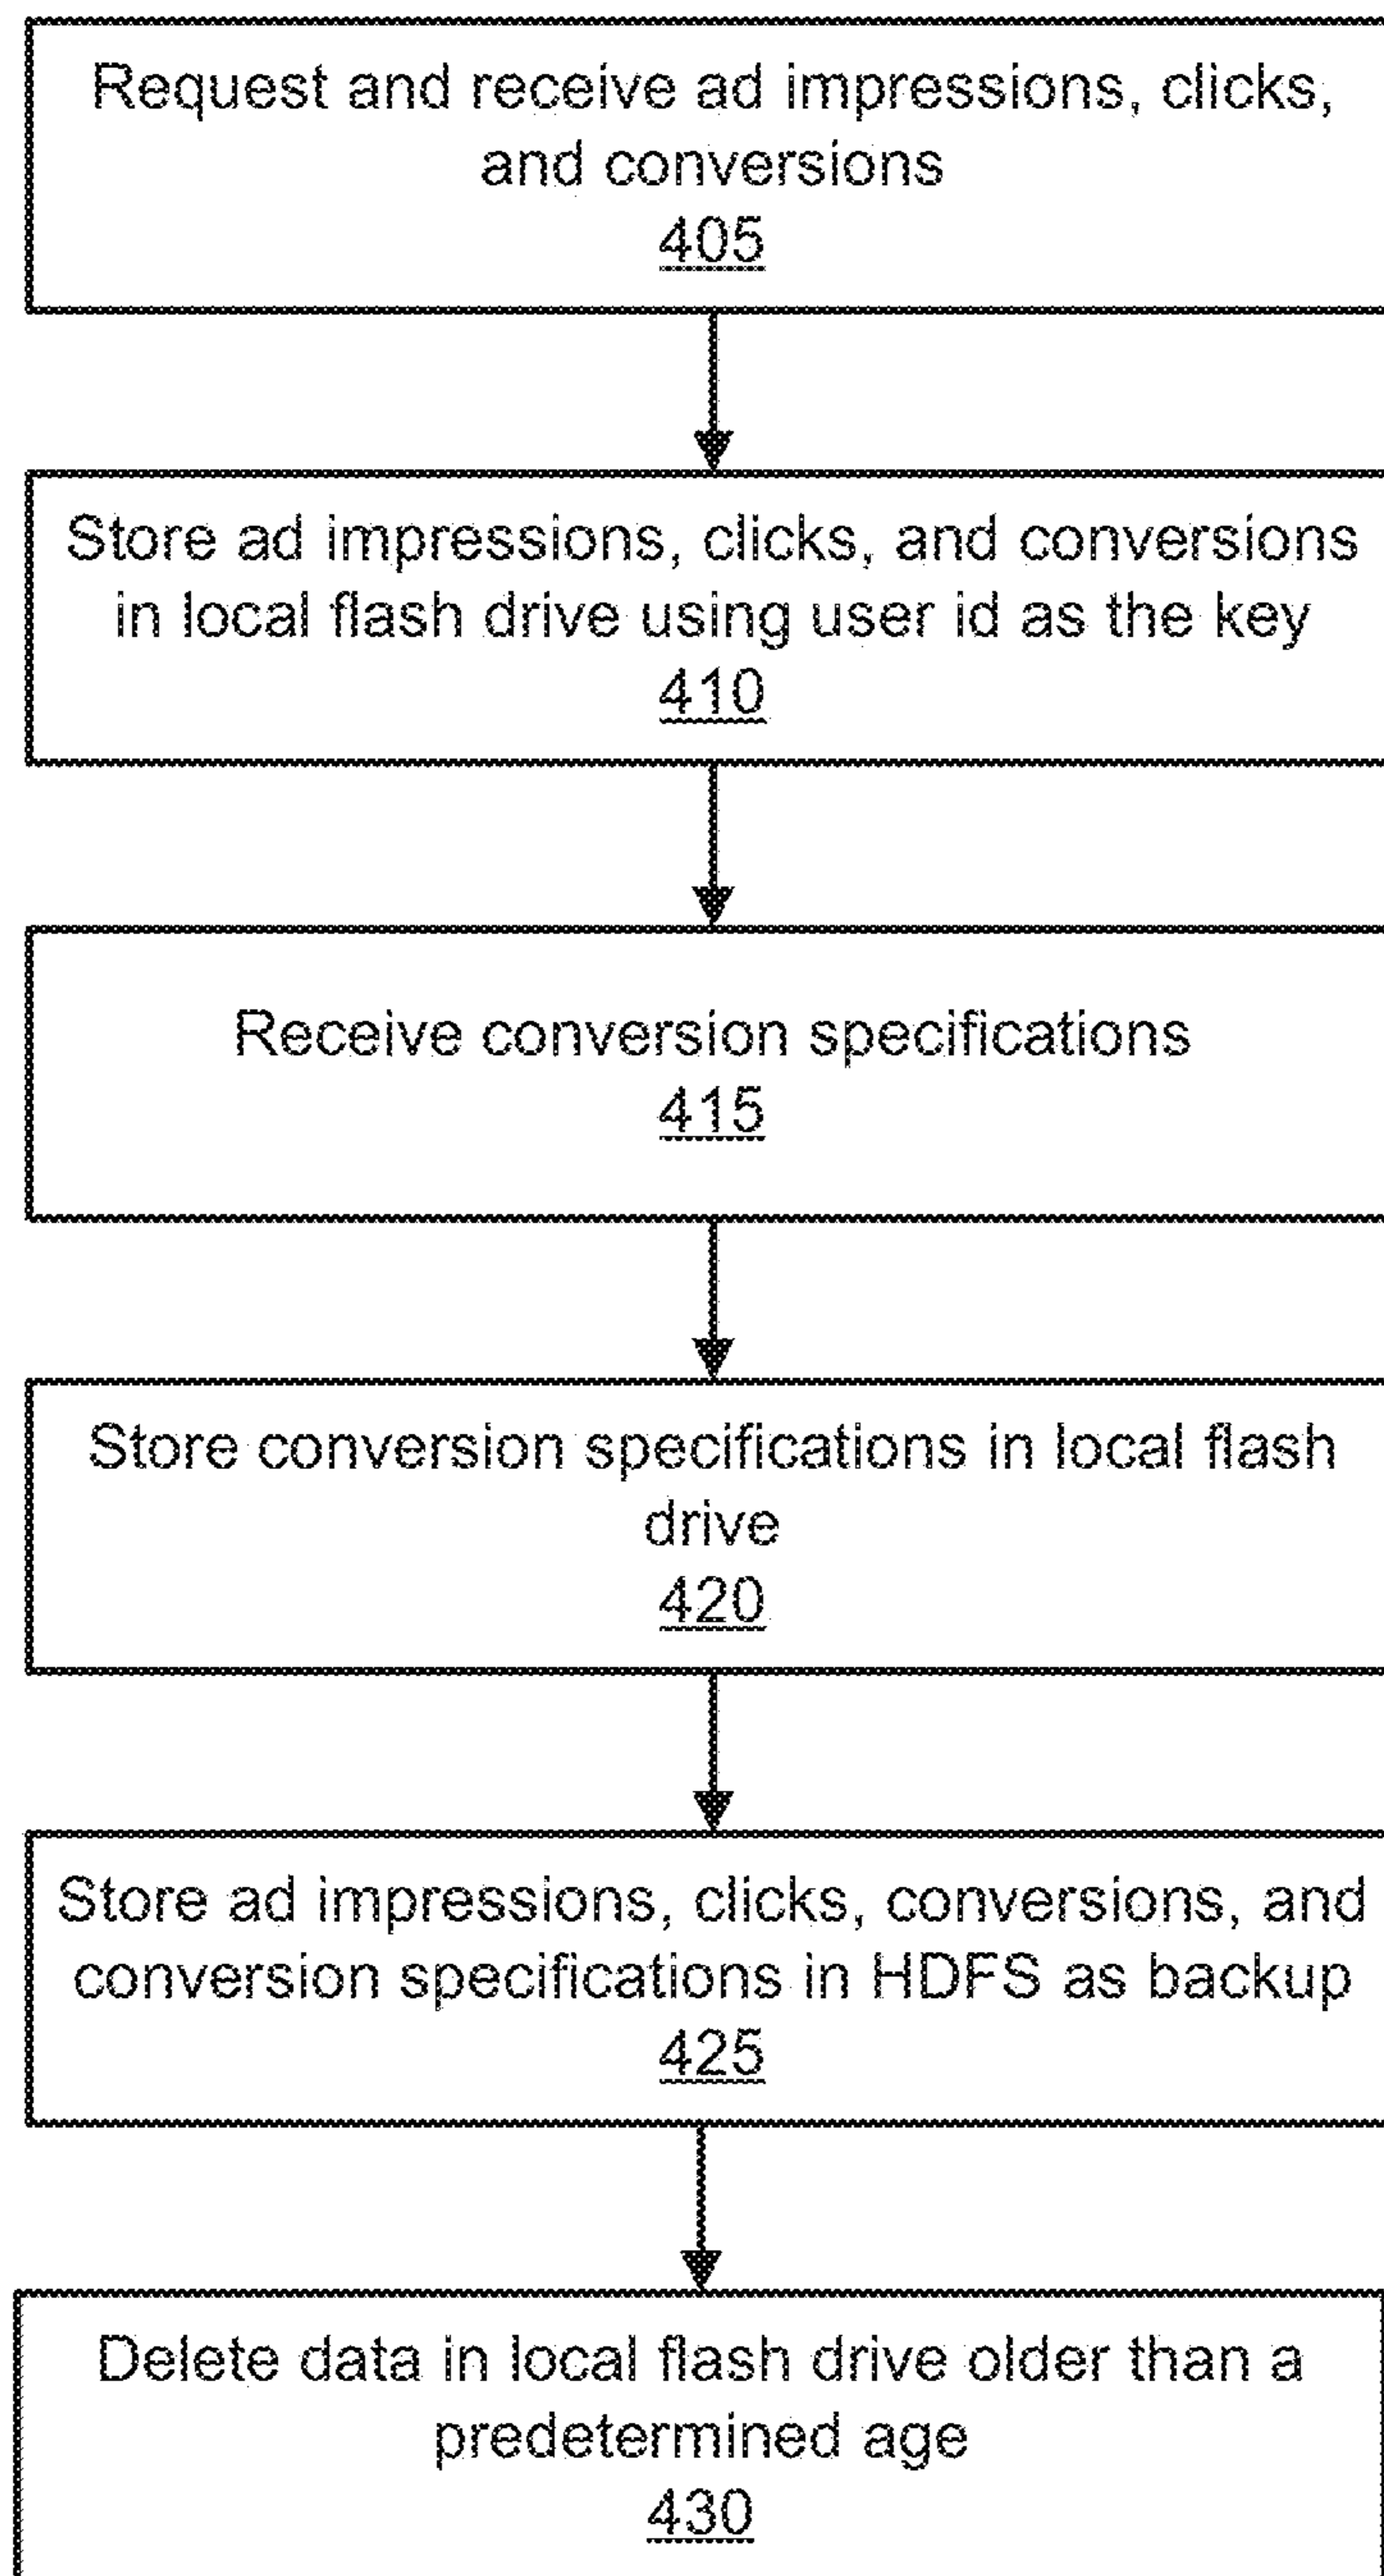 Request and receive ad impressions, clicks,
and conversions
405
Store ad impressions, clicks, and conversions
in local flash drive using user id as the key
410
Receive conversion specifications
415
Store conversion specifications in local flash
drive
420
Store ad impressions, clicks, conversions, and
conversion specifications in HDFS as backup
425
Delete data in local flash drive older than a
predetermined age
430